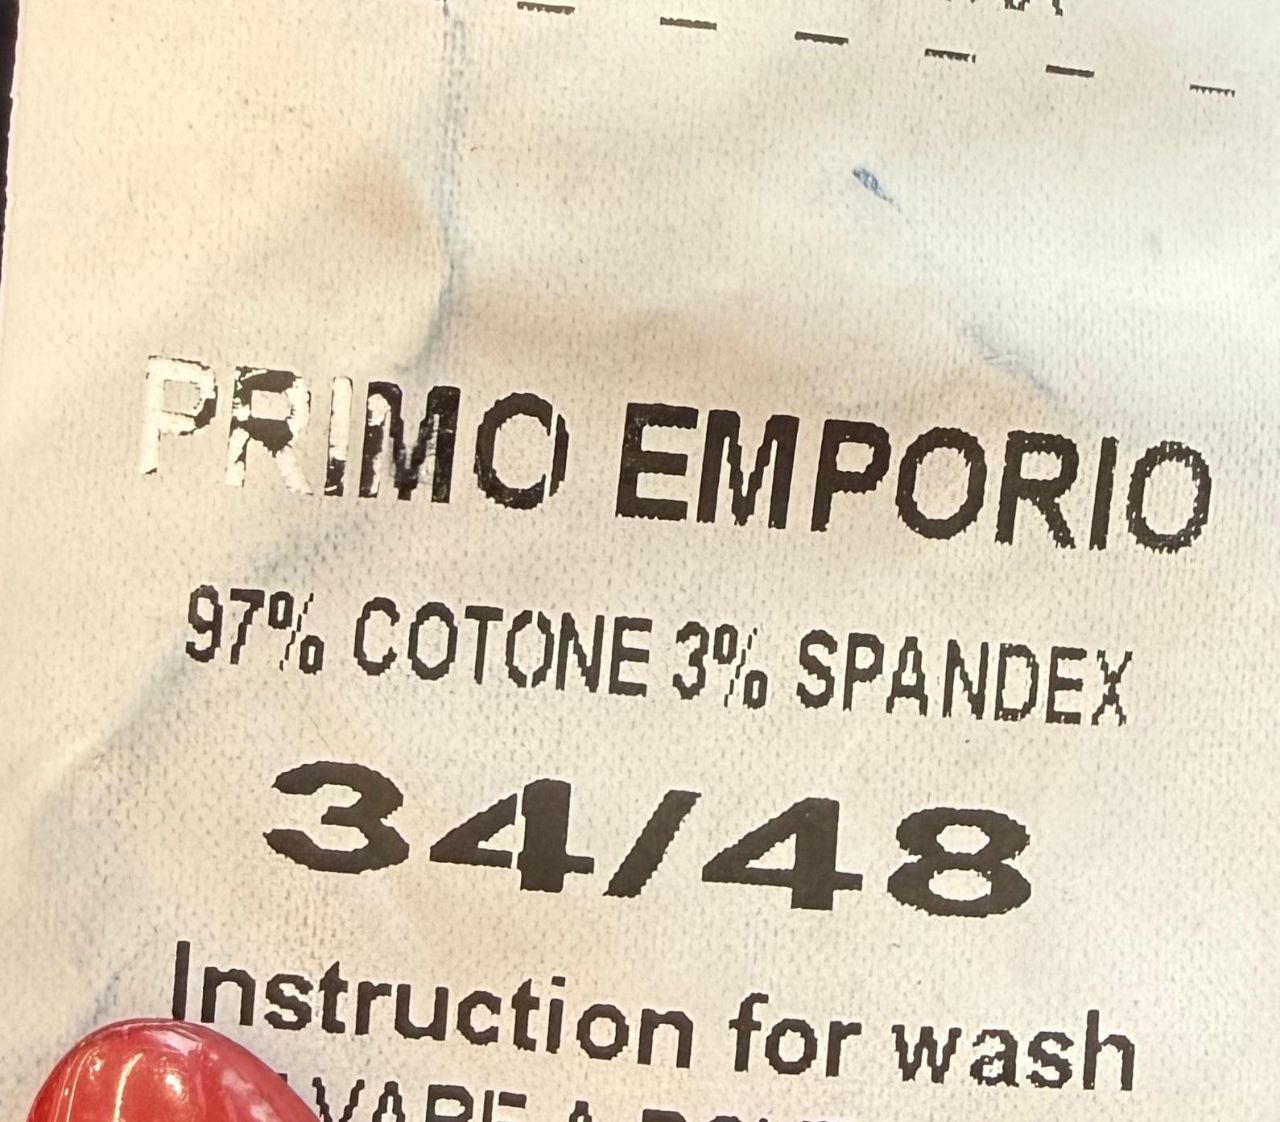 PRIMO EMPORIO
97% COTONE 3% SPANDEX
34/48
Instruction for wash